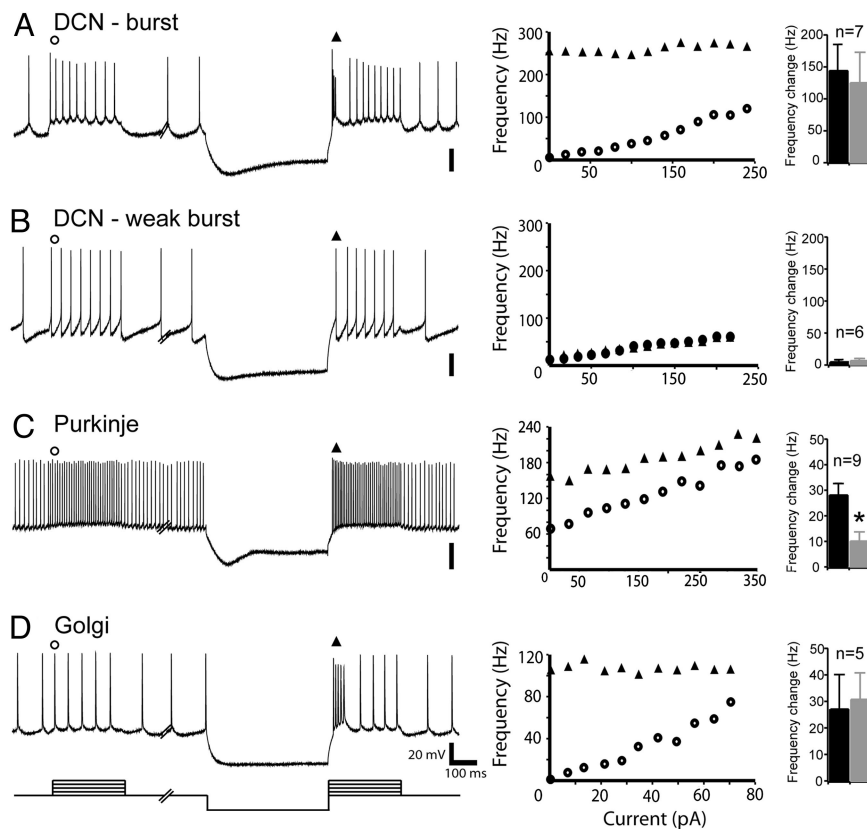 A DCN - burst
Frequency (Hz)
300
200
100
0
50
150
250
Frequency change (Hz)
200
150
100
50
0
n=7
B DCN - weak burst
Frequency (Hz)
300
200
100
0
50
150
250
Frequency change (Hz)
200
150
100
50
0
n=6
C Purkinje
Frequency (Hz)
240
180
120
60
0
50
150
250
350
Frequency change (Hz)
50
40
30
20
10
0
n=9
*
D Golgi
20 mV
100 ms
Frequency (Hz)
120
80
40
0
20
40
60
80
Current (pA)
Frequency change (Hz)
50
40
30
20
10
0
n=5